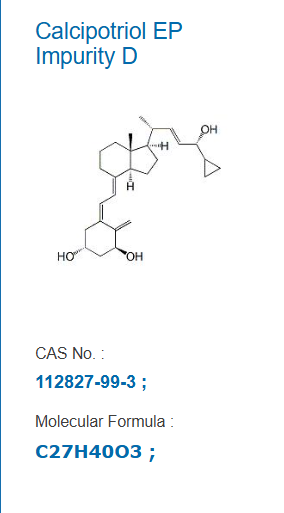 Calcipotriol EP
Impurity D
OH
H
H
HO
OH
CAS No. :
112827-99-3 ;
Molecular Formula :
C27H40O3 ;